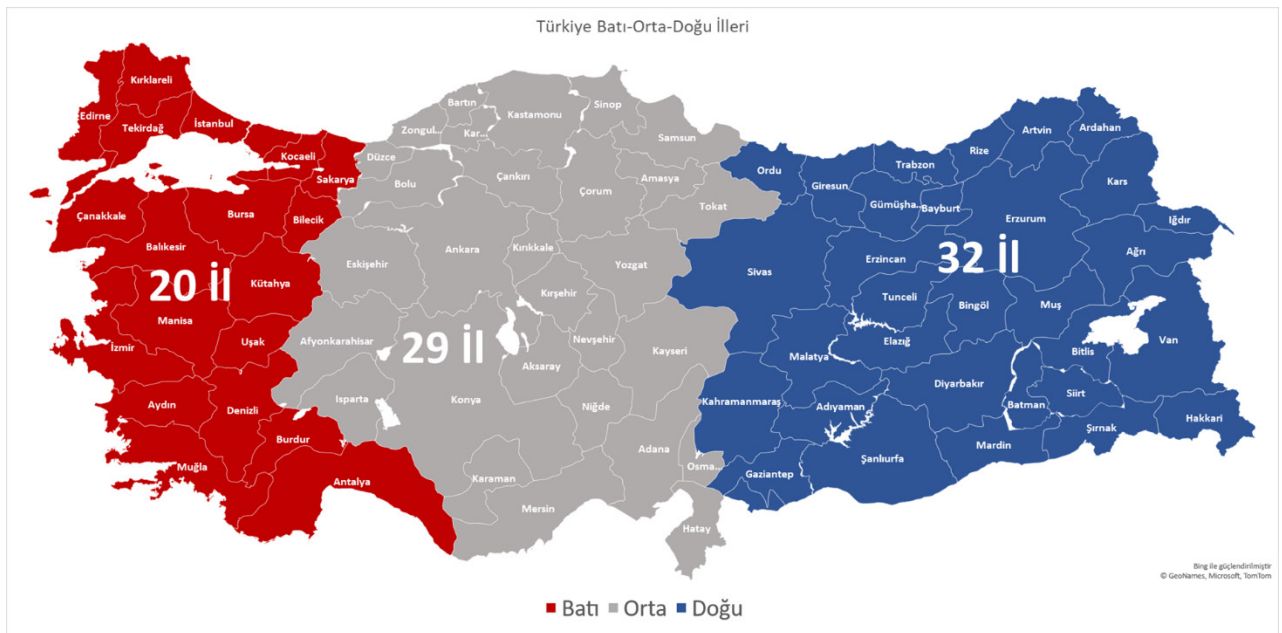 Türkiye Batı-Orta-Doğu İlleri
Kırklareli
Edirne
Tekirdağ
İstanbul
Kocaeli
Sakarya
Çanakkale
Bursa
Bilecik
Balıkesir
20 İl
Kütahya
Manisa
Uşak
İzmir
Aydın
Denizli
Burdur
Muğla
Antalya
Bartın
Kastamonu
Sinop
Zongul...
Kar...
Samsun
Düzce
Bolu
Çankırı
Çorum
Amasya
Tokat
Ankara
Kırıkkale
Eskişehir
Yozgat
Kırşehir
Afyonkarahisar
29 İl
Nevşehir
Kayseri
Aksaray
Isparta
Konya
Niğde
Adana
Osma...
Karaman
Mersin
Hatay
Ordu
Giresun
Trabzon
Rize
Artvin
Ardahan
Kars
Gümüşha...
Bayburt
Erzurum
Iğdır
Sivas
Erzincan
32 İl
Ağrı
Tunceli
Bingöl
Muş
Elazığ
Malatya
Bitlis
Van
Diyarbakır
Siirt
Batman
Kahramanmaraş
Adıyaman
Hakkari
Şırnak
Mardin
Şanlıurfa
Gaziantep
Bing ile güçlendirilmiştir
© GeoNames, Microsoft, TomTom
Batı Orta Doğu